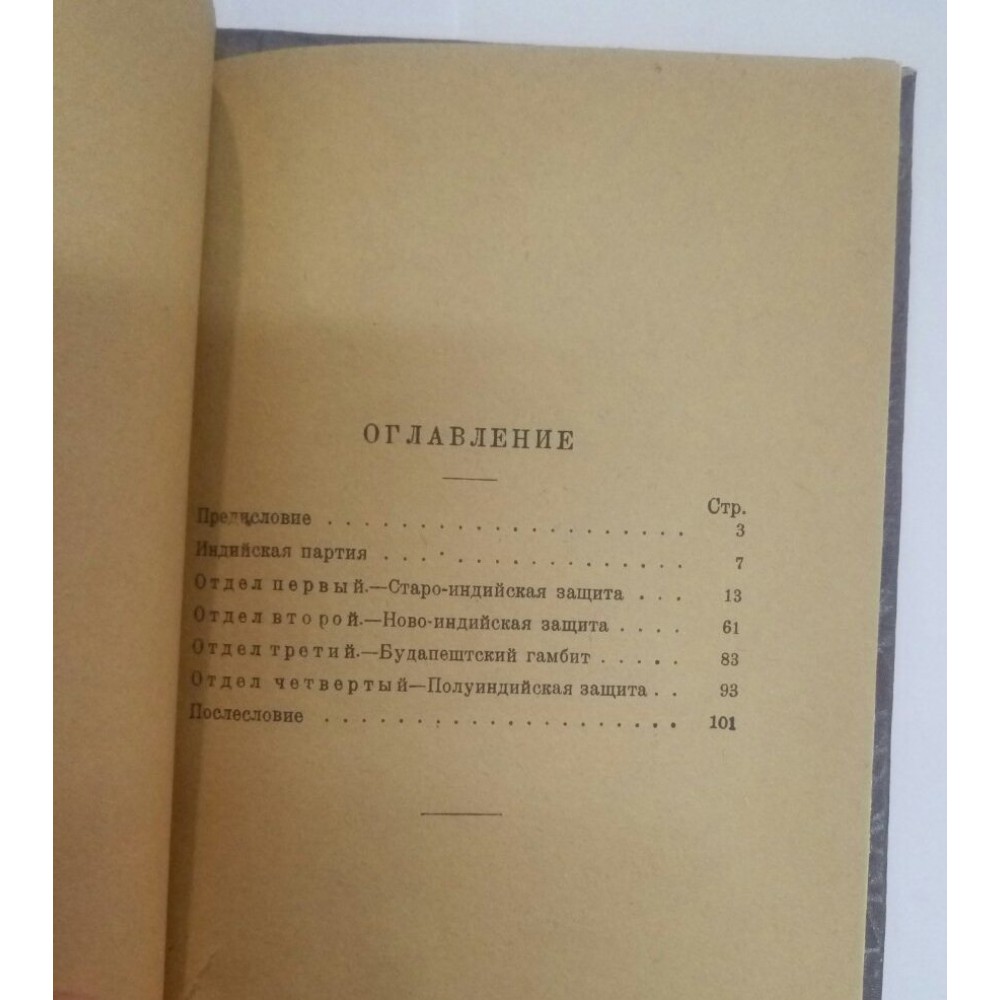 ОГЛАВЛЕНИЕ
Стр.
Предисловие . . . . . . . . . . . . . . . . . . . . 3
Индийская партия . . . . . . . . . . . . . . . . . 7
Отдел первый.—Старо-индийская защита . . . 13
Отдел второй.—Ново-индийская защита . . . . 61
Отдел третий.—Будапештский гамбит . . . . . 83
Отдел четвертый—Полуиндийская защита . . 93
Послесловие . . . . . . . . . . . . . . . . . . . . 101